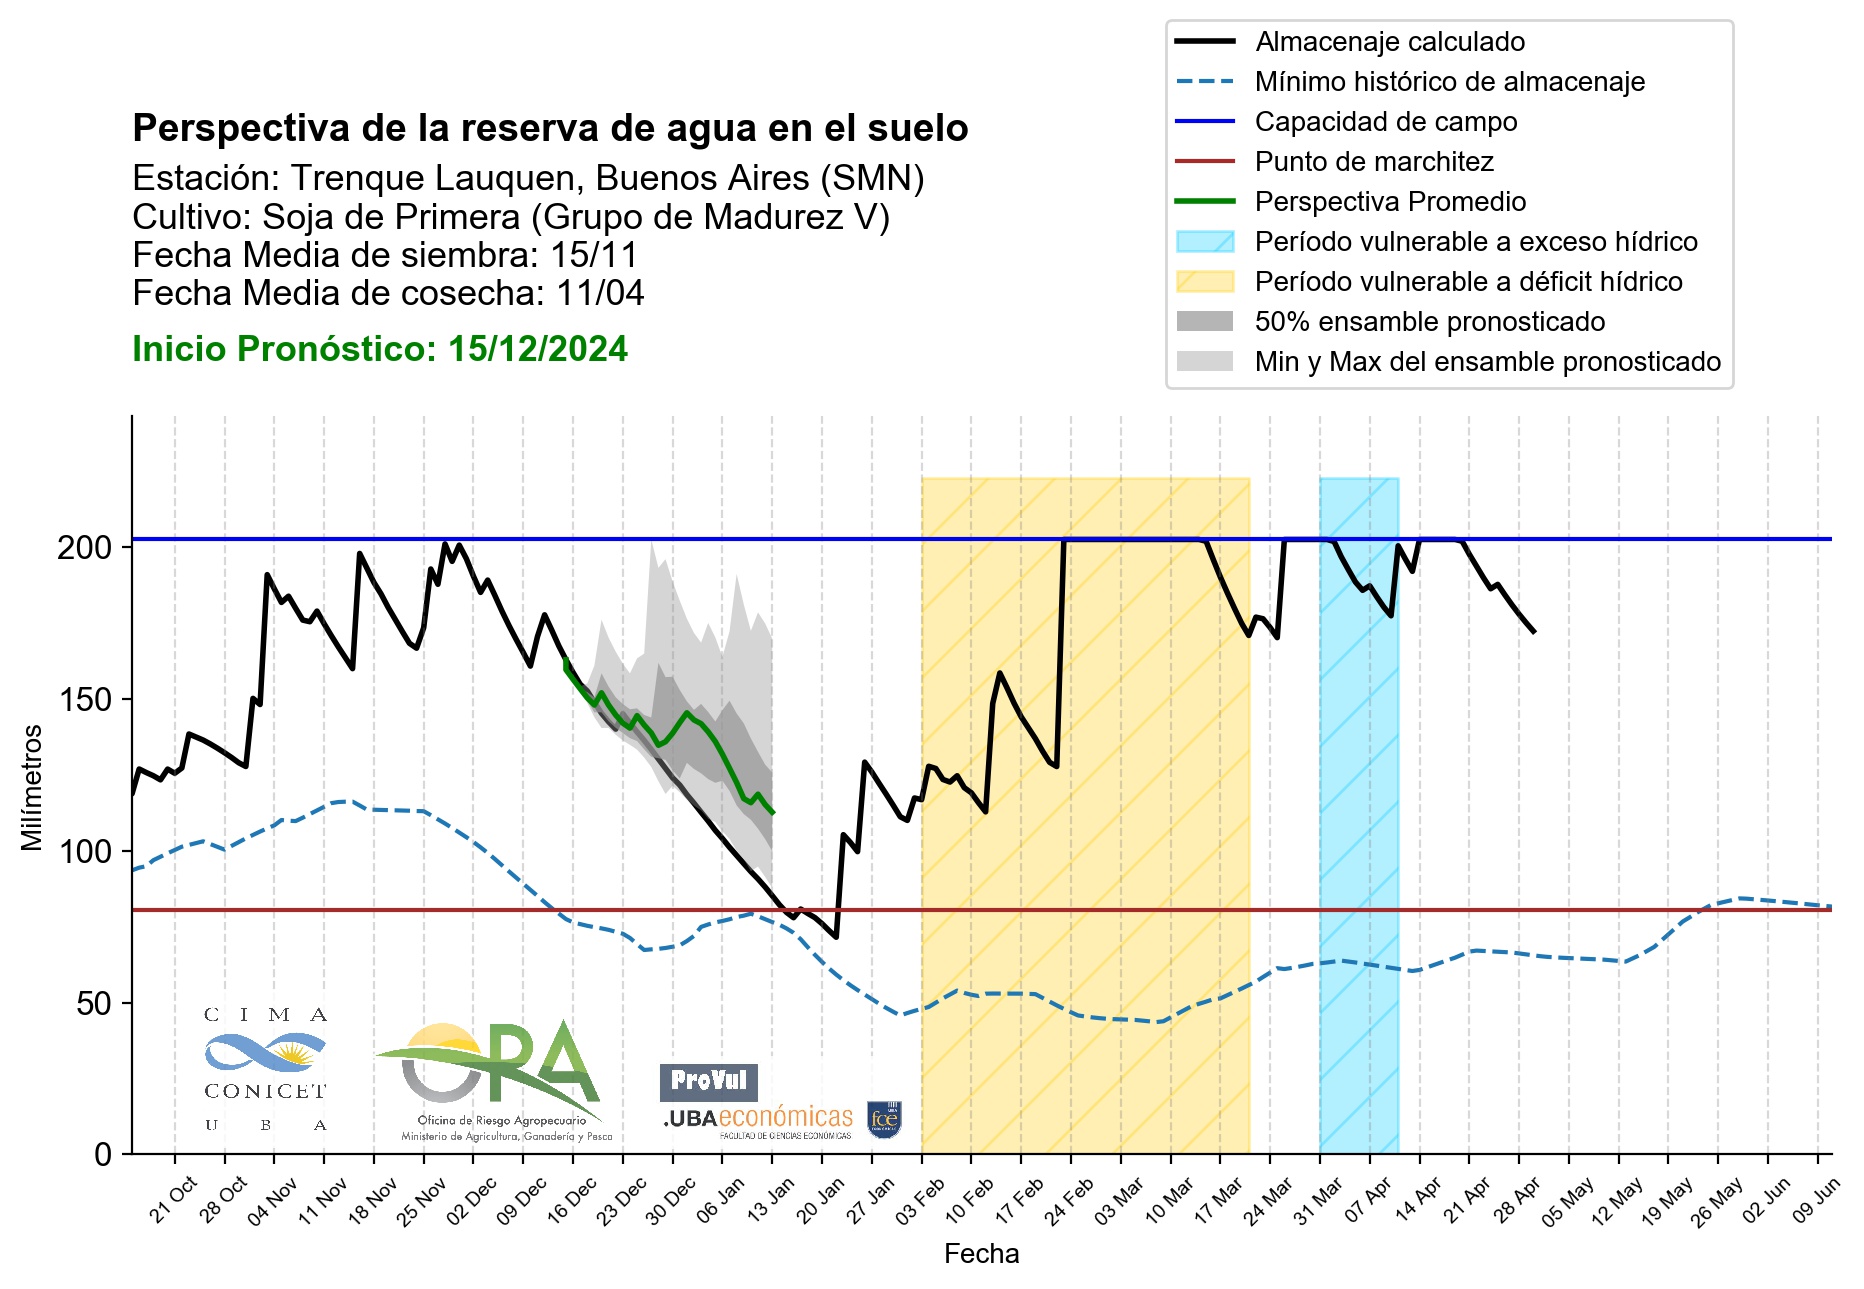 Almacenaje calculado
Mínimo histórico de almacenaje
Capacidad de campo
Punto de marchitez
Perspectiva Promedio
Período vulnerable a exceso hídrico
Período vulnerable a déficit hídrico
50% ensamble pronosticado
Min y Max del ensamble pronosticado
Perspectiva de la reserva de agua en el suelo
Estación: Trenque Lauquen, Buenos Aires (SMN)
Cultivo: Soja de Primera (Grupo de Madurez V)
Fecha Media de siembra: 15/11
Fecha Media de cosecha: 11/04
Inicio Pronóstico: 15/12/2024
Milímetros
200
150
100
50
0
CIMA
CONICET
UBA
ORA
Oficina de Riesgo Agropecuario
Ministerio de Agricultura, Ganadería y Pesca
ProVul
.UBAeconómicas
FACULTAD DE CIENCIAS ECONÓMICAS
UBA
fce
ECONÓMICAS
21 Oct
28 Oct
04 Nov
11 Nov
18 Nov
25 Nov
02 Dec
09 Dec
16 Dec
23 Dec
30 Dec
06 Jan
13 Jan
20 Jan
27 Jan
03 Feb
10 Feb
17 Feb
24 Feb
03 Mar
10 Mar
17 Mar
24 Mar
31 Mar
07 Apr
14 Apr
21 Apr
28 Apr
05 May
12 May
19 May
26 May
02 Jun
09 Jun
Fecha